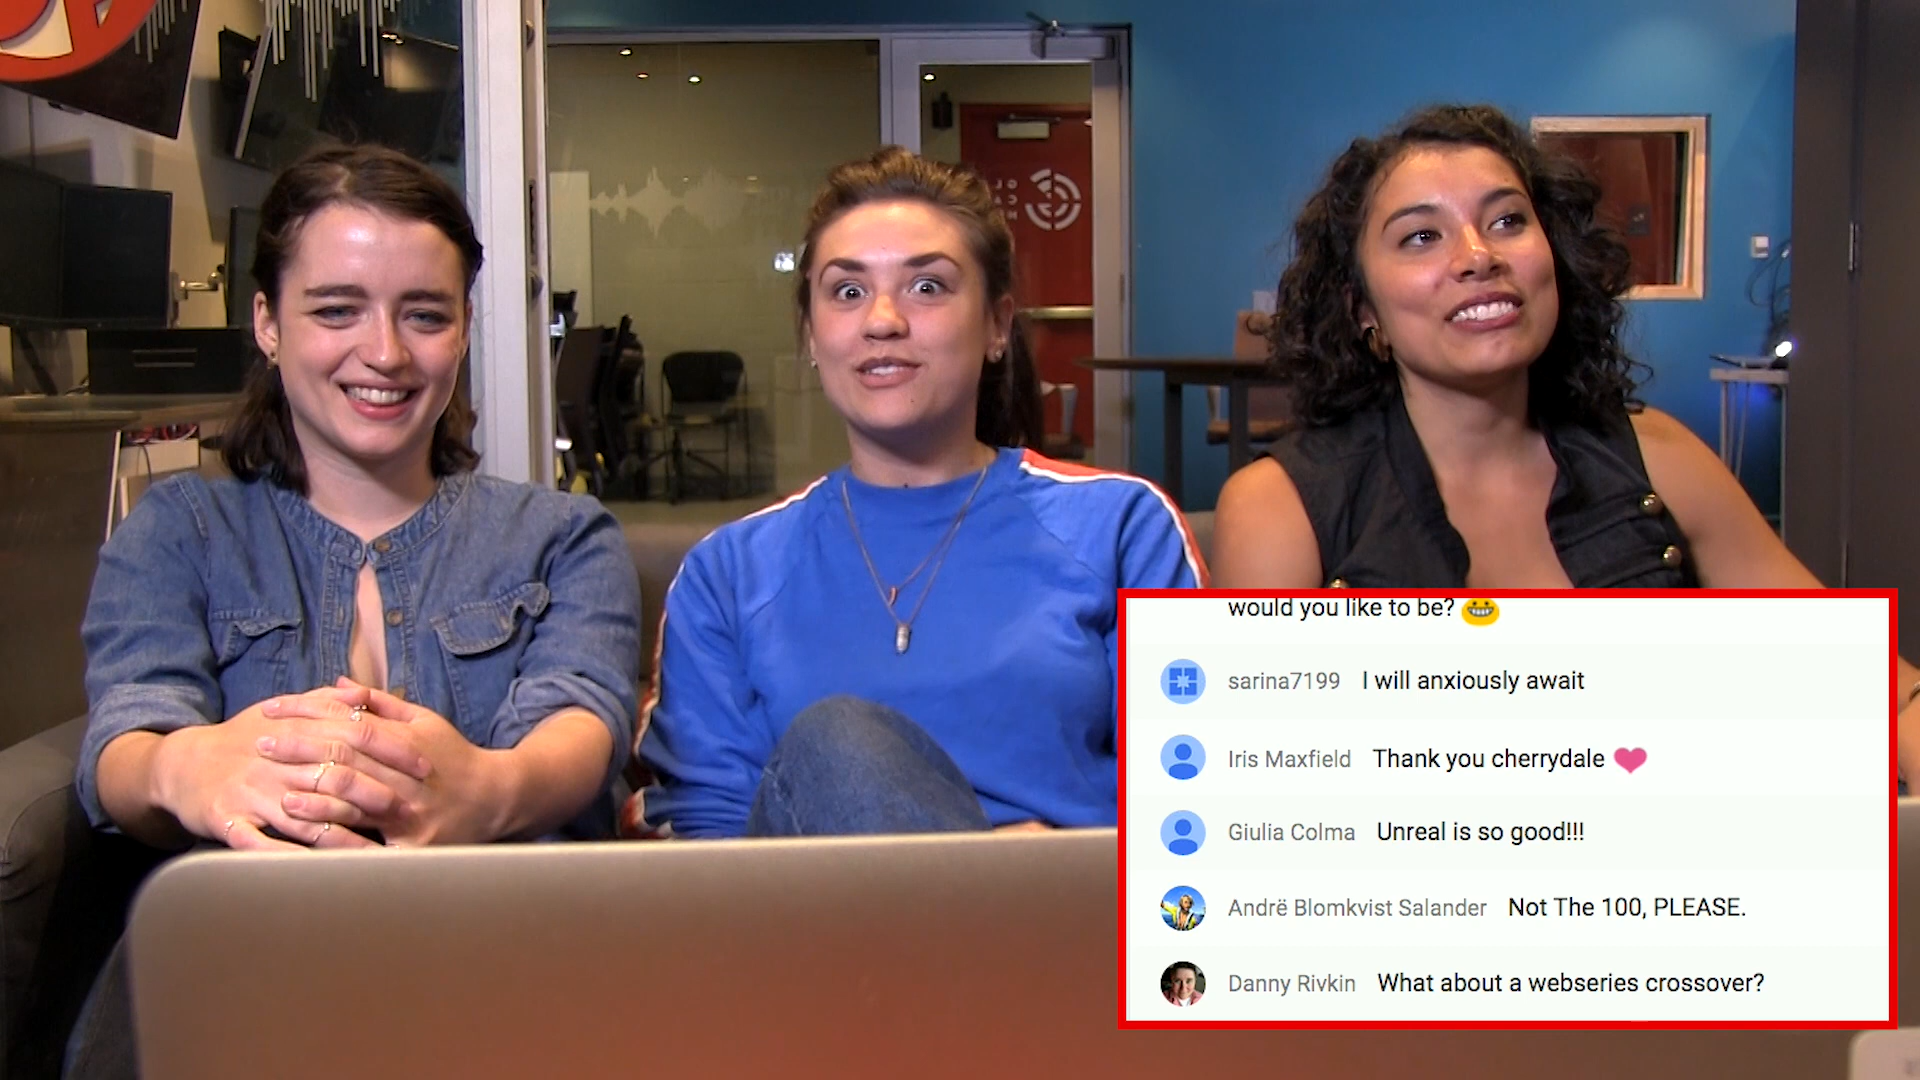 would you like to be? 😁
sarina7199 I will anxiously await
Iris Maxfield Thank you cherrydale 💗
Giulia Colma Unreal is so good!!!
Andrë Blomkvist Salander Not The 100, PLEASE.
Danny Rivkin What about a webseries crossover?